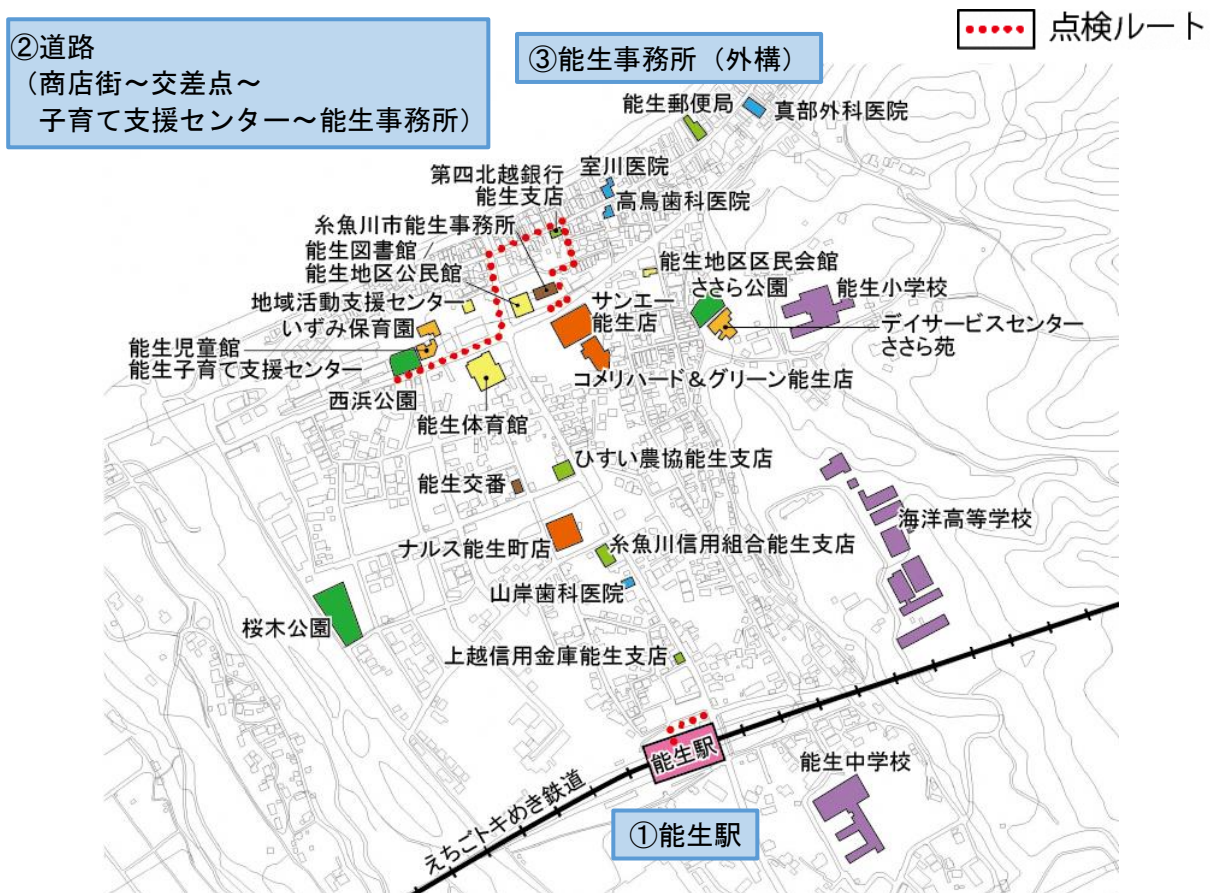 点検ルート
②道路
（商店街～交差点～
子育て支援センター～能生事務所）
③能生事務所（外構）
能生郵便局
真部外科医院
室川医院
第四北越銀行
能生支店
高鳥歯科医院
糸魚川市能生事務所
能生図書館
能生地区公民館
能生地区区民会館
ささら公園
能生小学校
地域活動支援センター
サンエー
能生店
デイサービスセンター
ささら苑
いずみ保育園
能生児童館
能生子育て支援センター
コメリハード＆グリーン能生店
西浜公園
能生体育館
ひすい農協能生支店
能生交番
海洋高等学校
ナルス能生町店
糸魚川信用組合能生支店
山岸歯科医院
桜木公園
上越信用金庫能生支店
能生駅
能生中学校
えちごトキめき鉄道
①能生駅